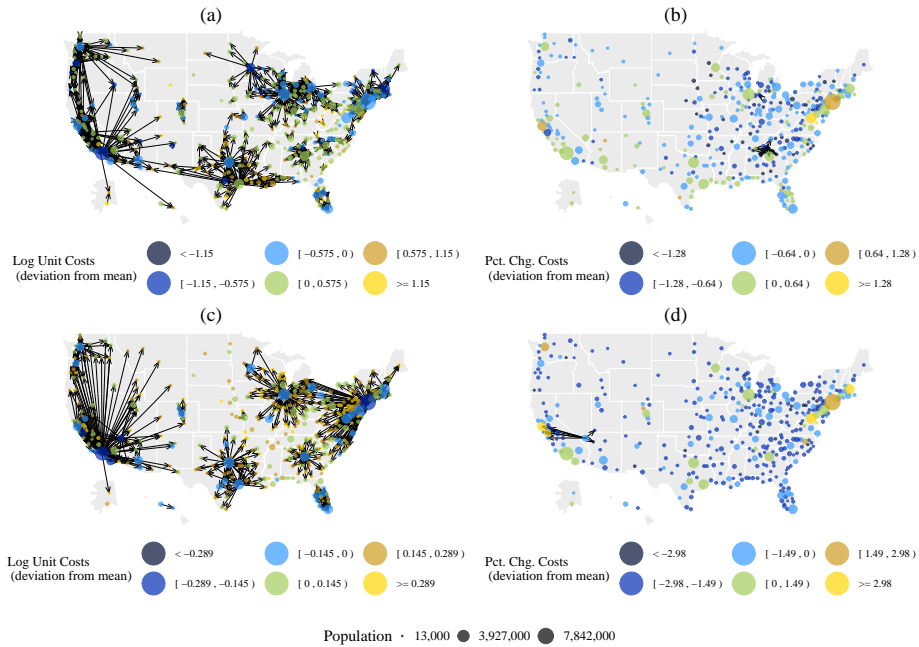 (a)
(b)
Log Unit Costs
(deviation from mean)
< −1.15
[ −1.15 , −0.575 )
[ −0.575 , 0 )
[ 0 , 0.575 )
[ 0.575 , 1.15 )
>= 1.15
Pct. Chg. Costs
(deviation from mean)
< −1.28
[ −1.28 , −0.64 )
[ −0.64 , 0 )
[ 0 , 0.64 )
[ 0.64 , 1.28 )
>= 1.28
(c)
(d)
Log Unit Costs
(deviation from mean)
< −0.289
[ −0.289 , −0.145 )
[ −0.145 , 0 )
[ 0 , 0.145 )
[ 0.145 , 0.289 )
>= 0.289
Pct. Chg. Costs
(deviation from mean)
< −2.98
[ −2.98 , −1.49 )
[ −1.49 , 0 )
[ 0 , 1.49 )
[ 1.49 , 2.98 )
>= 2.98
Population 13,000 3,927,000 7,842,000